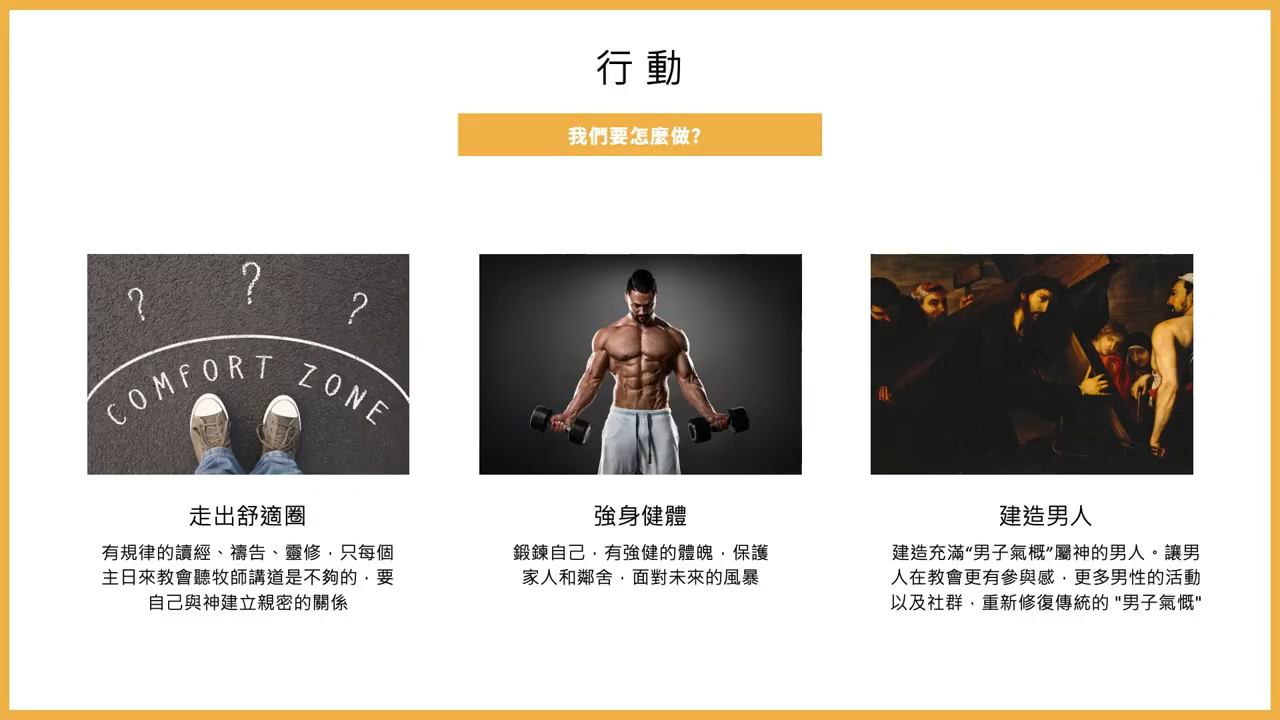 行動
我們要怎麼做?
?
?
?
COMFORT ZONE
走出舒適圈
有規律的讀經、禱告、靈修，只每個
主日來教會聽牧師講道是不夠的，要
自己與神建立親密的關係
強身健體
鍛鍊自己，有強健的體魄，保護
家人和鄰舍，面對未來的風暴
建造男人
建造充滿“男子氣概”屬神的男人。讓男
人在教會更有參與感，更多男性的活動
以及社群，重新修復傳統的 "男子氣慨"